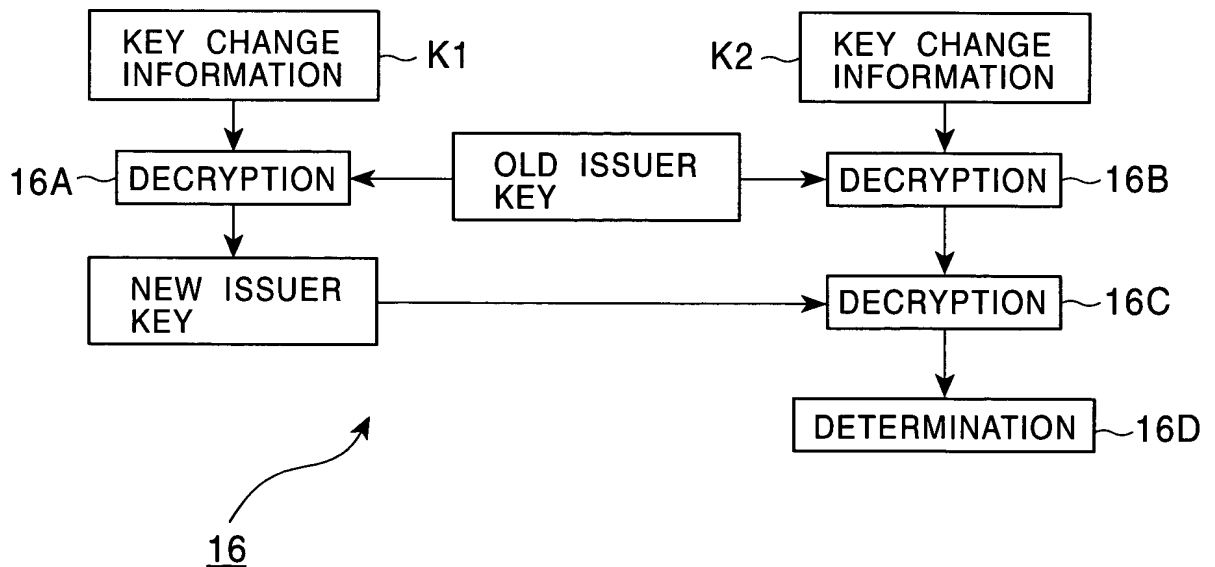 KEY CHANGE
INFORMATION
K1
K2
KEY CHANGE
INFORMATION
16A
DECRYPTION
OLD ISSUER
KEY
DECRYPTION
16B
NEW ISSUER
KEY
DECRYPTION
16C
DETERMINATION
16D
16